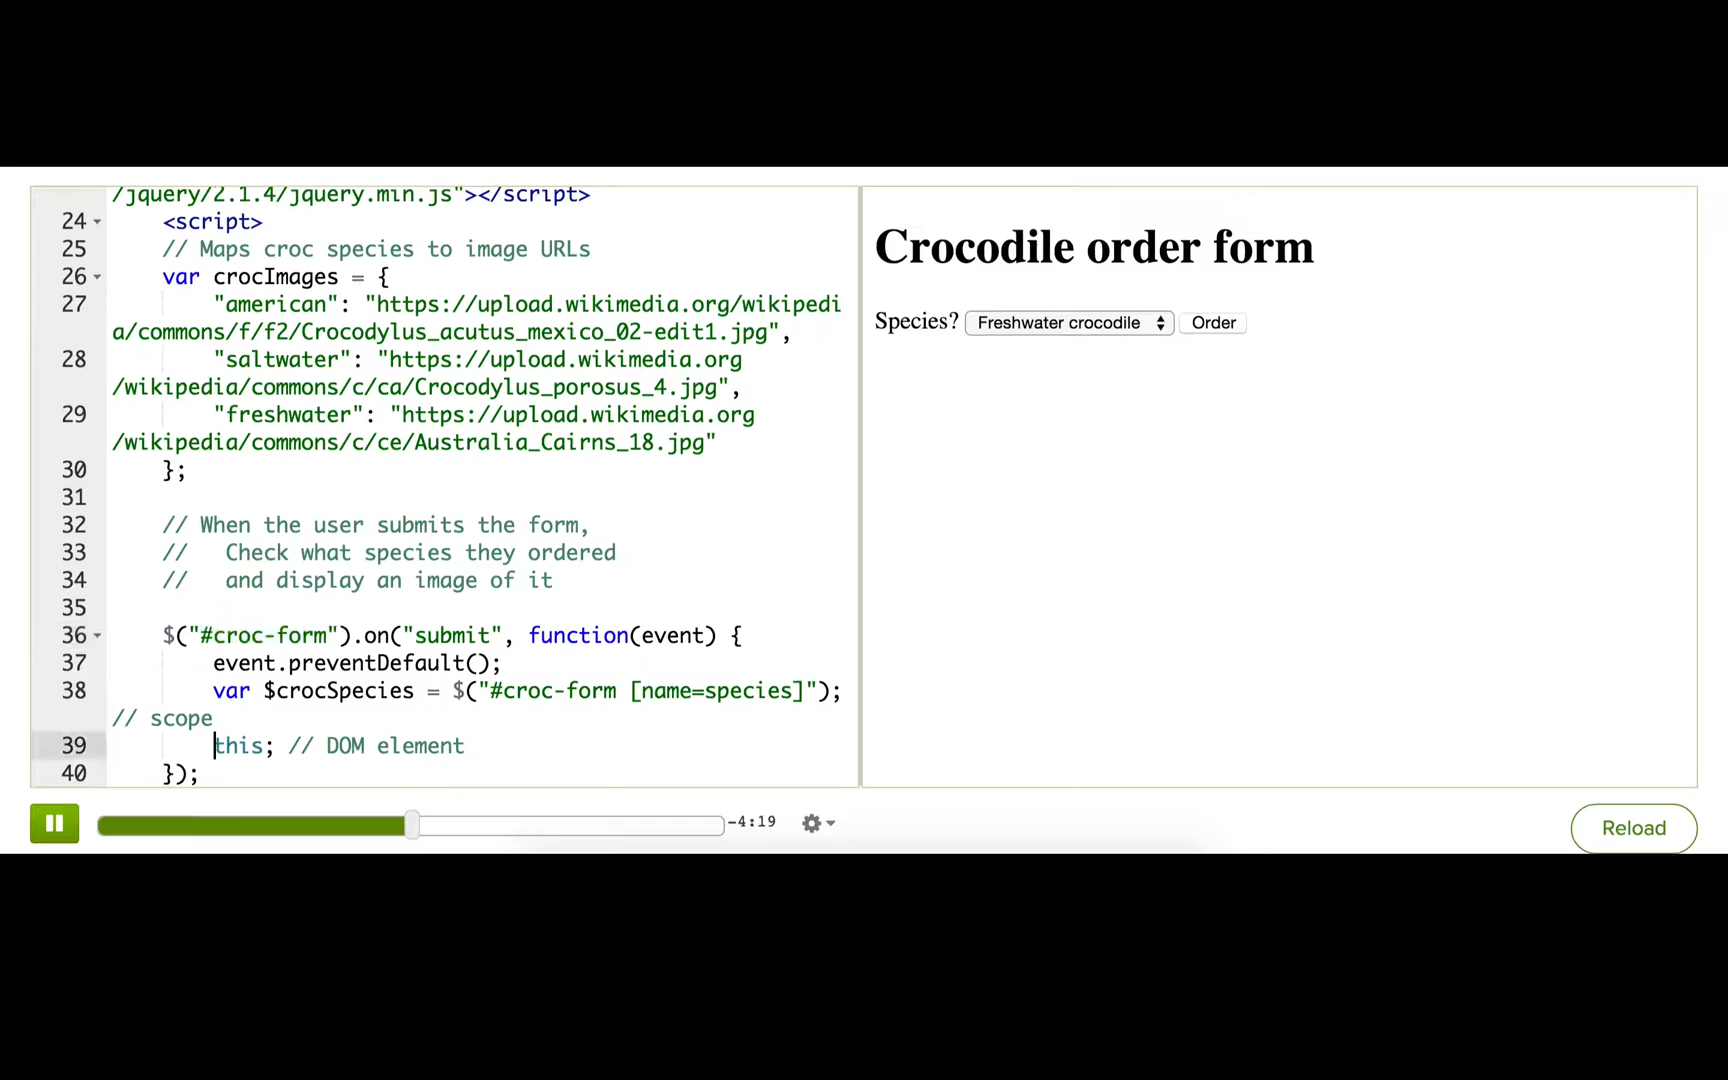 /jquery/2.1.4/jquery.min.js"></script>
24 <script>
25 // Maps croc species to image URLs
26 var crocImages = {
27 "american": "https://upload.wikimedia.org/wikipedi
a/commons/f/f2/Crocodylus_acutus_mexico_02-edit1.jpg",
28 "saltwater": "https://upload.wikimedia.org
/wikipedia/commons/c/ca/Crocodylus_porosus_4.jpg",
29 "freshwater": "https://upload.wikimedia.org
/wikipedia/commons/c/ce/Australia_Cairns_18.jpg"
30 };
31
32 // When the user submits the form,
33 // Check what species they ordered
34 // and display an image of it
35
36 $("#croc-form").on("submit", function(event) {
37 event.preventDefault();
38 var $crocSpecies = $("#croc-form [name=species]");
// scope
39 this; // DOM element
40 });
-4:19
Crocodile order form
Species? Freshwater crocodile Order
Reload